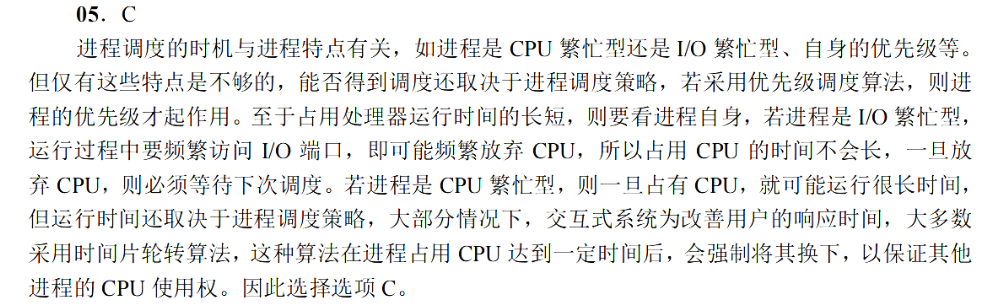 05．C
进程调度的时机与进程特点有关，如进程是 CPU 繁忙型还是 I/O 繁忙型、自身的优先级等。
但仅有这些特点是不够的，能否得到调度还取决于进程调度策略，若采用优先级调度算法，则进
程的优先级才起作用。至于占用处理器运行时间的长短，则要看进程自身，若进程是 I/O 繁忙型，
运行过程中要频繁访问 I/O 端口，即可能频繁放弃 CPU，所以占用 CPU 的时间不会长，一旦放
弃 CPU，则必须等待下次调度。若进程是 CPU 繁忙型，则一旦占有 CPU，就可能运行很长时间，
但运行时间还取决于进程调度策略，大部分情况下，交互式系统为改善用户的响应时间，大多数
采用时间片轮转算法，这种算法在进程占用 CPU 达到一定时间后，会强制将其换下，以保证其他
进程的 CPU 使用权。因此选择选项 C。